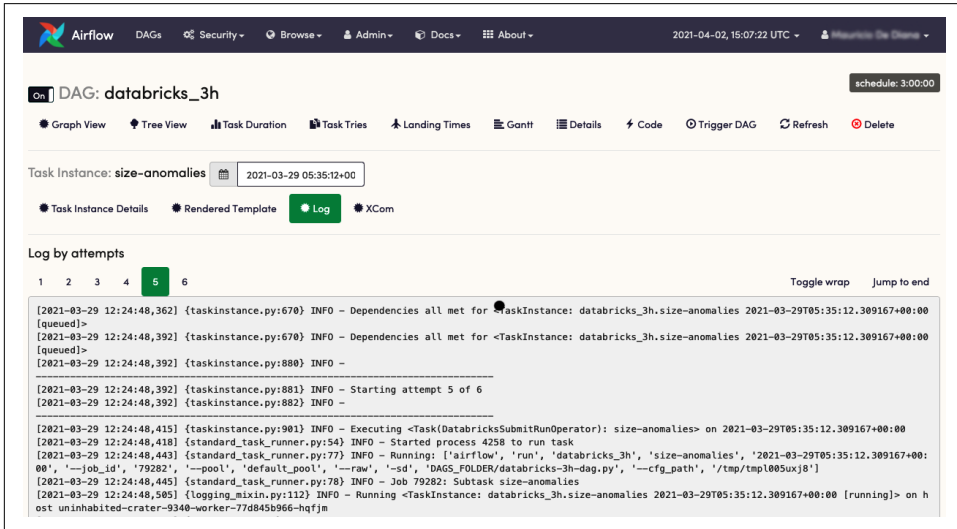 Airflow DAGs Security Browse Admin Docs About 2021-04-02, 15:07:22 UTC
schedule: 3:00:00
On DAG: databricks_3h
Graph View Tree View Task Duration Task Tries Landing Times Gantt Details Code Trigger DAG Refresh Delete
Task Instance: size-anomalies 2021-03-29 05:35:12+00
Task Instance Details Rendered Template Log XCom
Log by attempts
1 2 3 4 5 6 Toggle wrap Jump to end
[2021-03-29 12:24:48,362] {taskinstance.py:670} INFO - Dependencies all met for <TaskInstance: databricks_3h.size-anomalies 2021-03-29T05:35:12.309167+00:00
[queued]>
[2021-03-29 12:24:48,392] {taskinstance.py:670} INFO - Dependencies all met for <TaskInstance: databricks_3h.size-anomalies 2021-03-29T05:35:12.309167+00:00
[queued]>
[2021-03-29 12:24:48,392] {taskinstance.py:880} INFO -
--------------------------------------------------------------------------------
[2021-03-29 12:24:48,392] {taskinstance.py:881} INFO - Starting attempt 5 of 6
[2021-03-29 12:24:48,392] {taskinstance.py:882} INFO -
--------------------------------------------------------------------------------
[2021-03-29 12:24:48,415] {taskinstance.py:901} INFO - Executing <Task(DatabricksSubmitRunOperator): size-anomalies> on 2021-03-29T05:35:12.309167+00:00
[2021-03-29 12:24:48,418] {standard_task_runner.py:54} INFO - Started process 4258 to run task
[2021-03-29 12:24:48,443] {standard_task_runner.py:77} INFO - Running: ['airflow', 'run', 'databricks_3h', 'size-anomalies', '2021-03-29T05:35:12.309167+00:
00', '--job_id', '79282', '--pool', 'default_pool', '--raw', '-sd', 'DAGS_FOLDER/databricks-3h-dag.py', '--cfg_path', '/tmp/tmpl005uxj8']
[2021-03-29 12:24:48,445] {standard_task_runner.py:78} INFO - Job 79282: Subtask size-anomalies
[2021-03-29 12:24:48,505] {logging_mixin.py:112} INFO - Running <TaskInstance: databricks_3h.size-anomalies 2021-03-29T05:35:12.309167+00:00 [running]> on h
ost uninhabited-crater-9340-worker-77d845b966-hqfjm